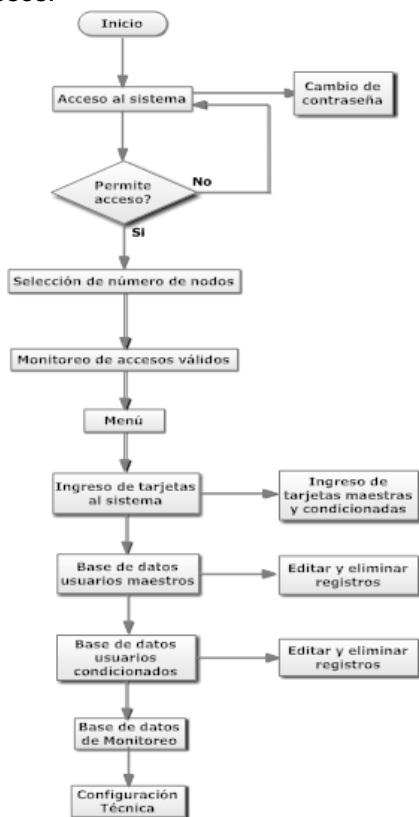 Inicio
Acceso al sistema
Cambio de
contraseña
Permite
acceso?
No
Si
Selección de número de nodos
Monitoreo de accesos válidos
Menú
Ingreso de tarjetas
al sistema
Ingreso de
tarjetas maestras
y condicionadas
Base de datos
usuarios maestros
Editar y eliminar
registros
Base de datos
usuarios
condicionados
Editar y eliminar
registros
Base de datos
de Monitoreo
Configuración
Técnica